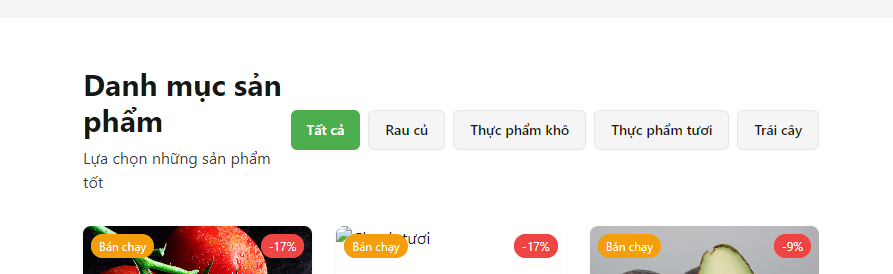 Danh mục sản
phẩm
Lựa chọn những sản phẩm
tốt
Tất cả
Rau củ
Thực phẩm khô
Thực phẩm tươi
Trái cây
Bán chạy
-17%
Bán chạy
tươi
-17%
Bán chạy
-9%